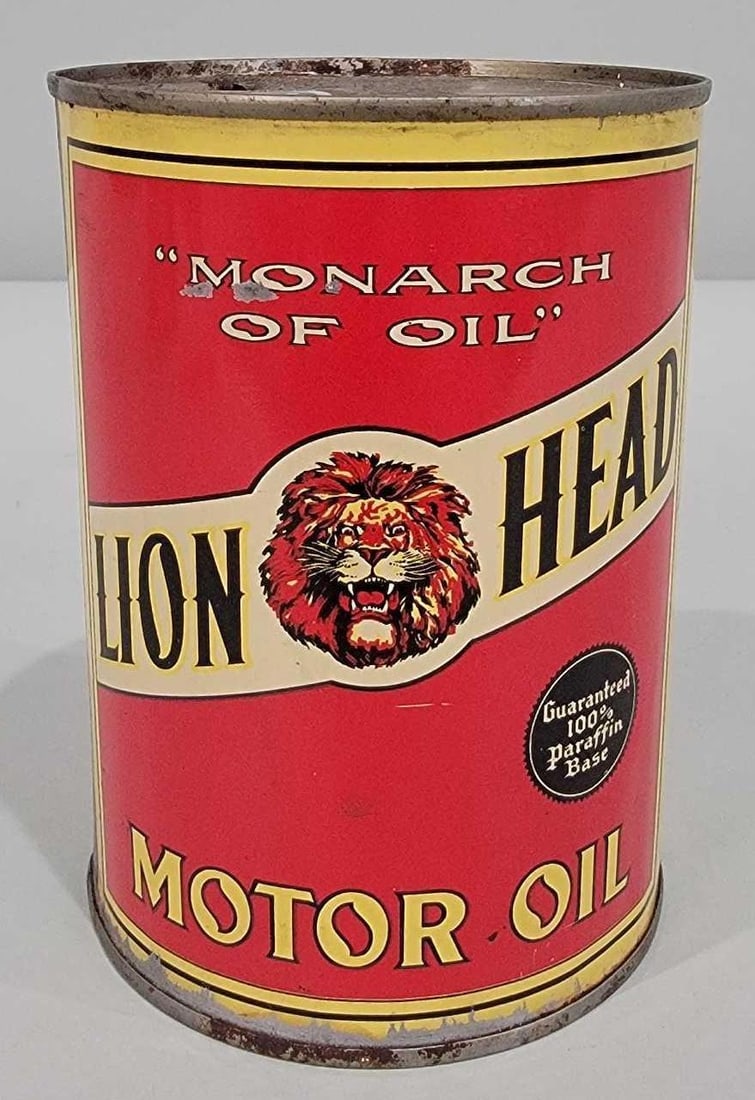 “MONARCH
OF OIL”
LION HEAD
Guaranteed
100%
Paraffin
Base
MOTOR OIL